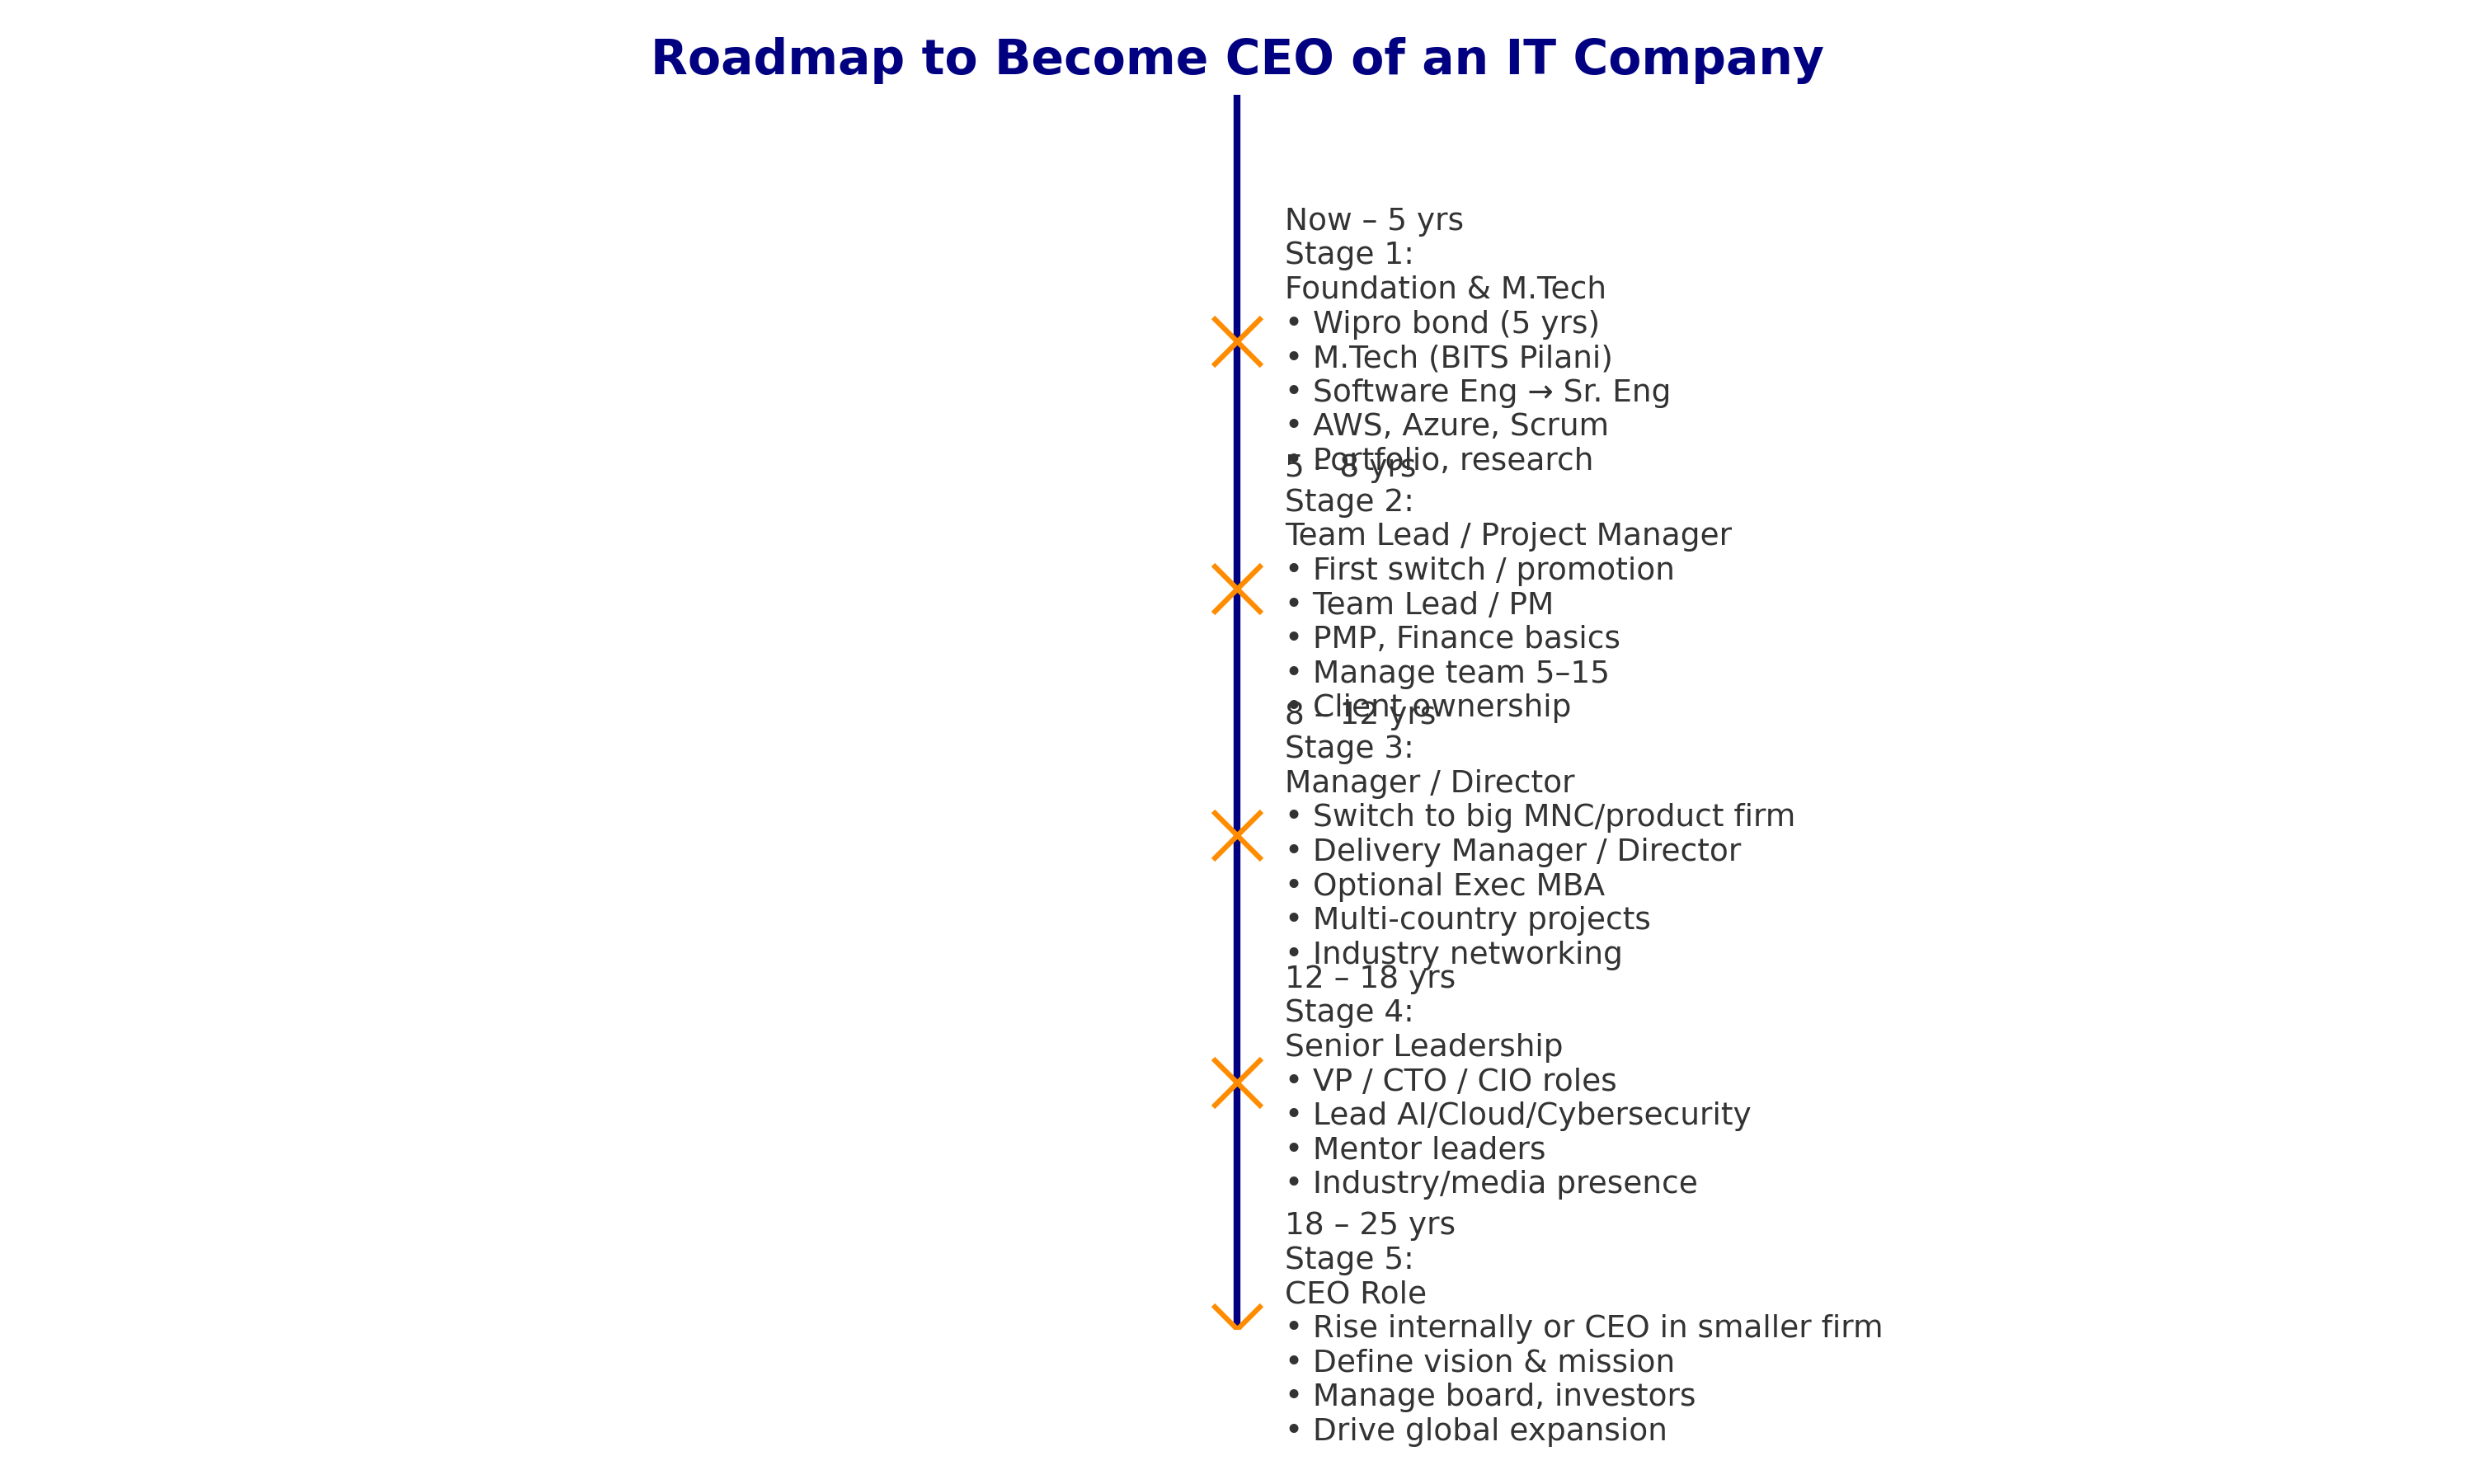 Roadmap to Become CEO of an IT Company
Now – 5 yrs
Stage 1:
Foundation & M.Tech
• Wipro bond (5 yrs)
• M.Tech (BITS Pilani)
• Software Eng → Sr. Eng
• AWS, Azure, Scrum
• Portfolio, research
5 – 8 yrs
Stage 2:
Team Lead / Project Manager
• First switch / promotion
• Team Lead / PM
• PMP, Finance basics
• Manage team 5–15
• Client ownership
8 – 12 yrs
Stage 3:
Manager / Director
• Switch to big MNC/product firm
• Delivery Manager / Director
• Optional Exec MBA
• Multi-country projects
• Industry networking
12 – 18 yrs
Stage 4:
Senior Leadership
• VP / CTO / CIO roles
• Lead AI/Cloud/Cybersecurity
• Mentor leaders
• Industry/media presence
18 – 25 yrs
Stage 5:
CEO Role
• Rise internally or CEO in smaller firm
• Define vision & mission
• Manage board, investors
• Drive global expansion